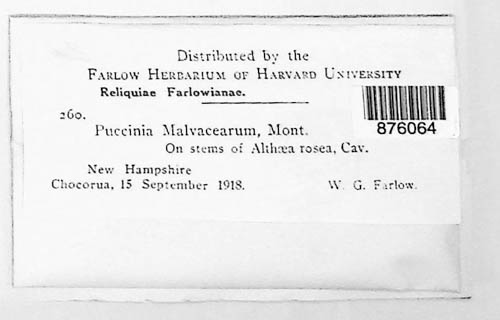 Distributed by the
FARLOW HERBARIUM OF HARVARD UNIVERSITY
Reliquiae Farlowianae.
260.
876064
Puccinia Malvacearum, Mont.
On stems of Althæa rosea, Cav.
New Hampshire
Chocorua, 15 September 1918. W. G. Farlow.